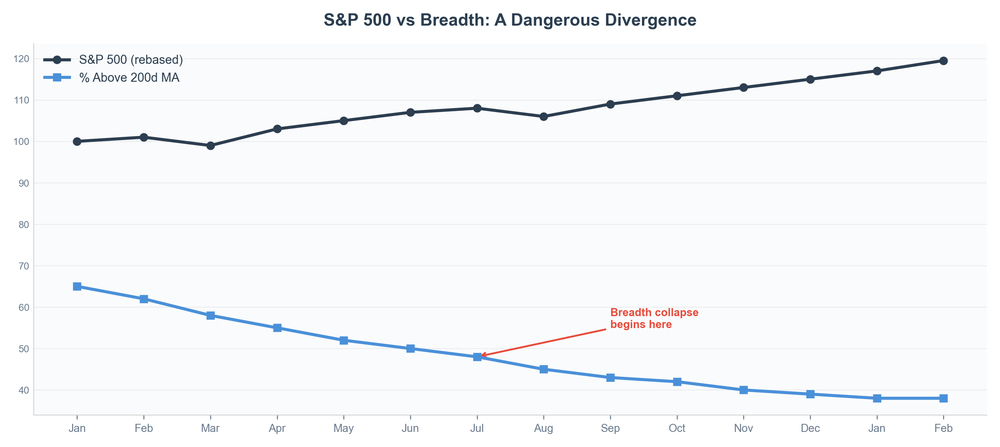 S&P 500 vs Breadth: A Dangerous Divergence
S&P 500 (rebased)
% Above 200d MA
120
110
100
90
80
70
60
50
40
Breadth collapse
begins here
Jan Feb Mar Apr May Jun Jul Aug Sep Oct Nov Dec Jan Feb